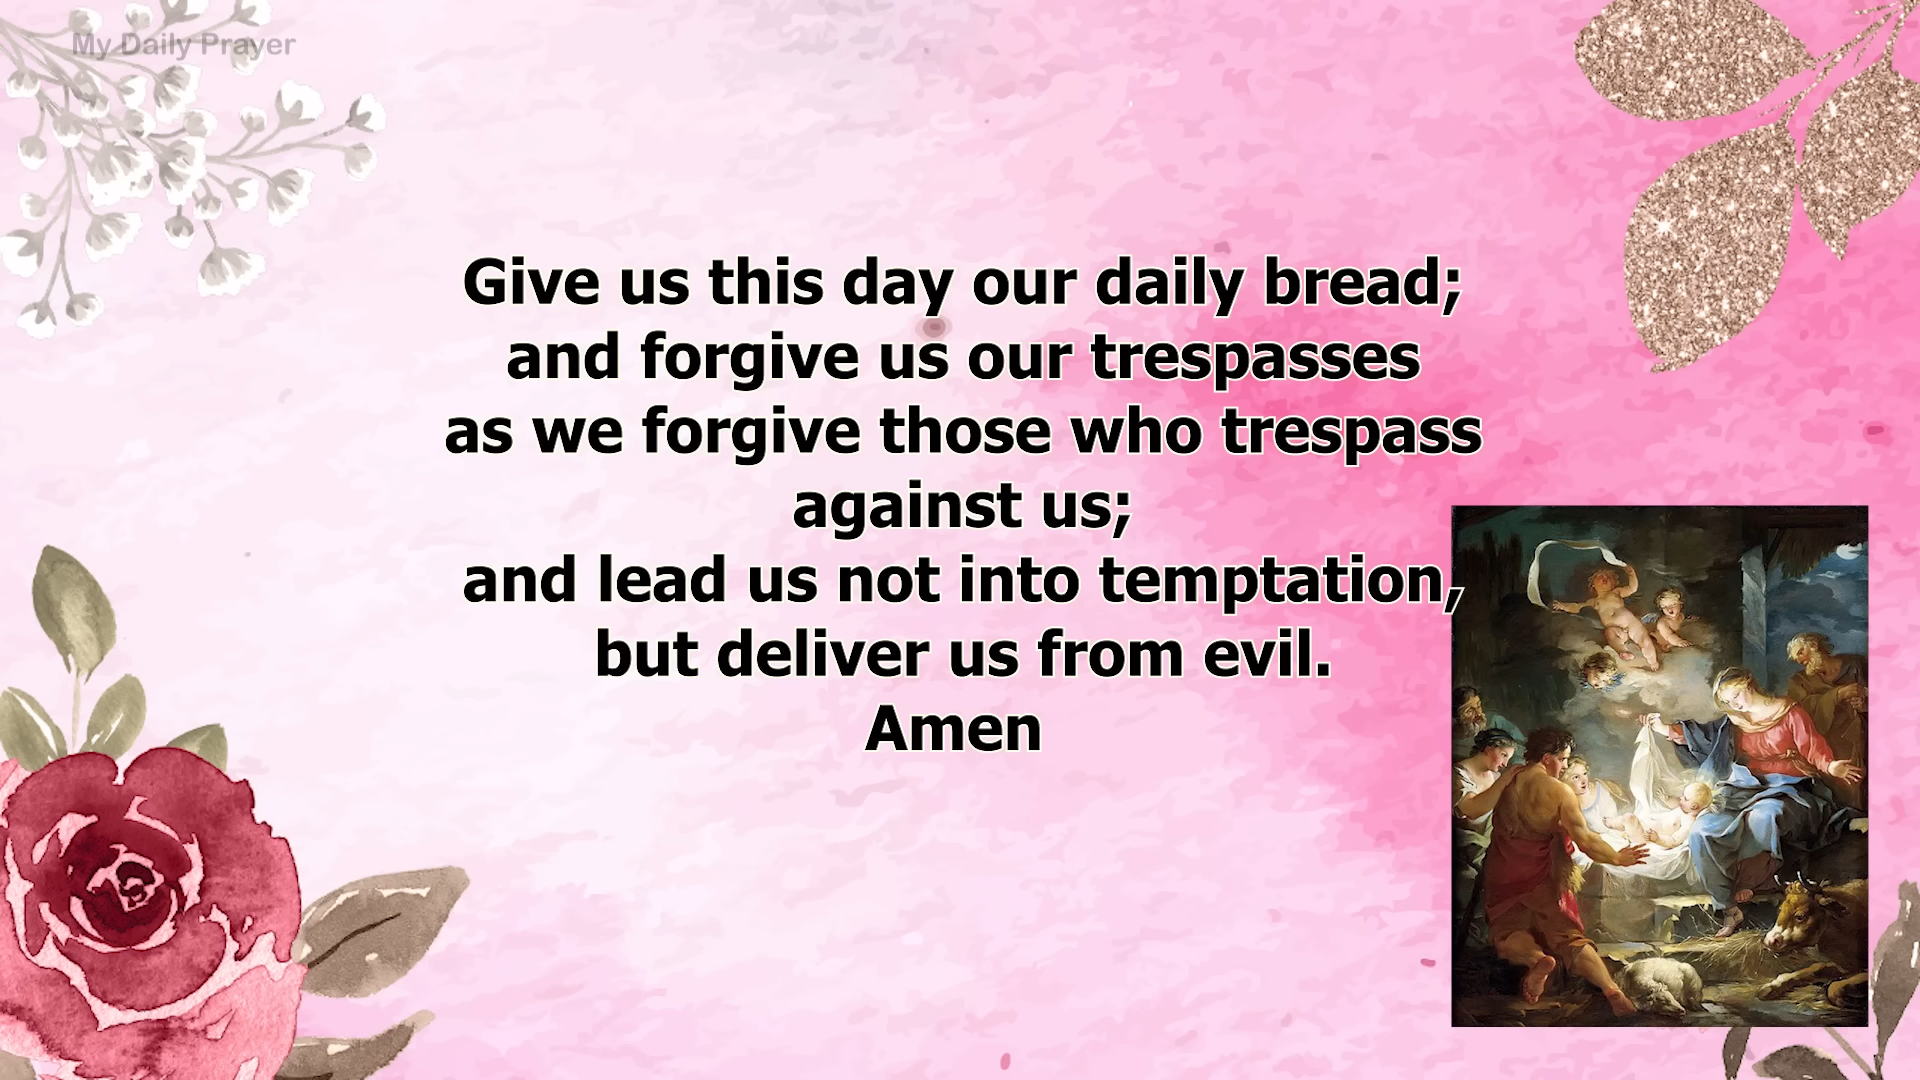 My Daily Prayer
Give us this day our daily bread;
and forgive us our trespasses
as we forgive those who trespass
against us;
and lead us not into temptation,
but deliver us from evil.
Amen